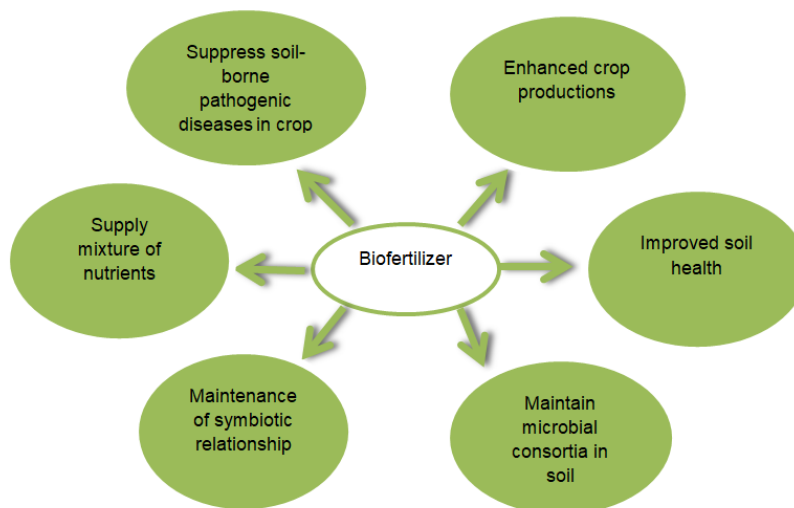 Suppress soil-
borne
pathogenic
diseases in crop
Enhanced crop
productions
Supply
mixture of
nutrients
Biofertilizer
Improved soil
health
Maintenance
of symbiotic
relationship
Maintain
microbial
consortia in
soil